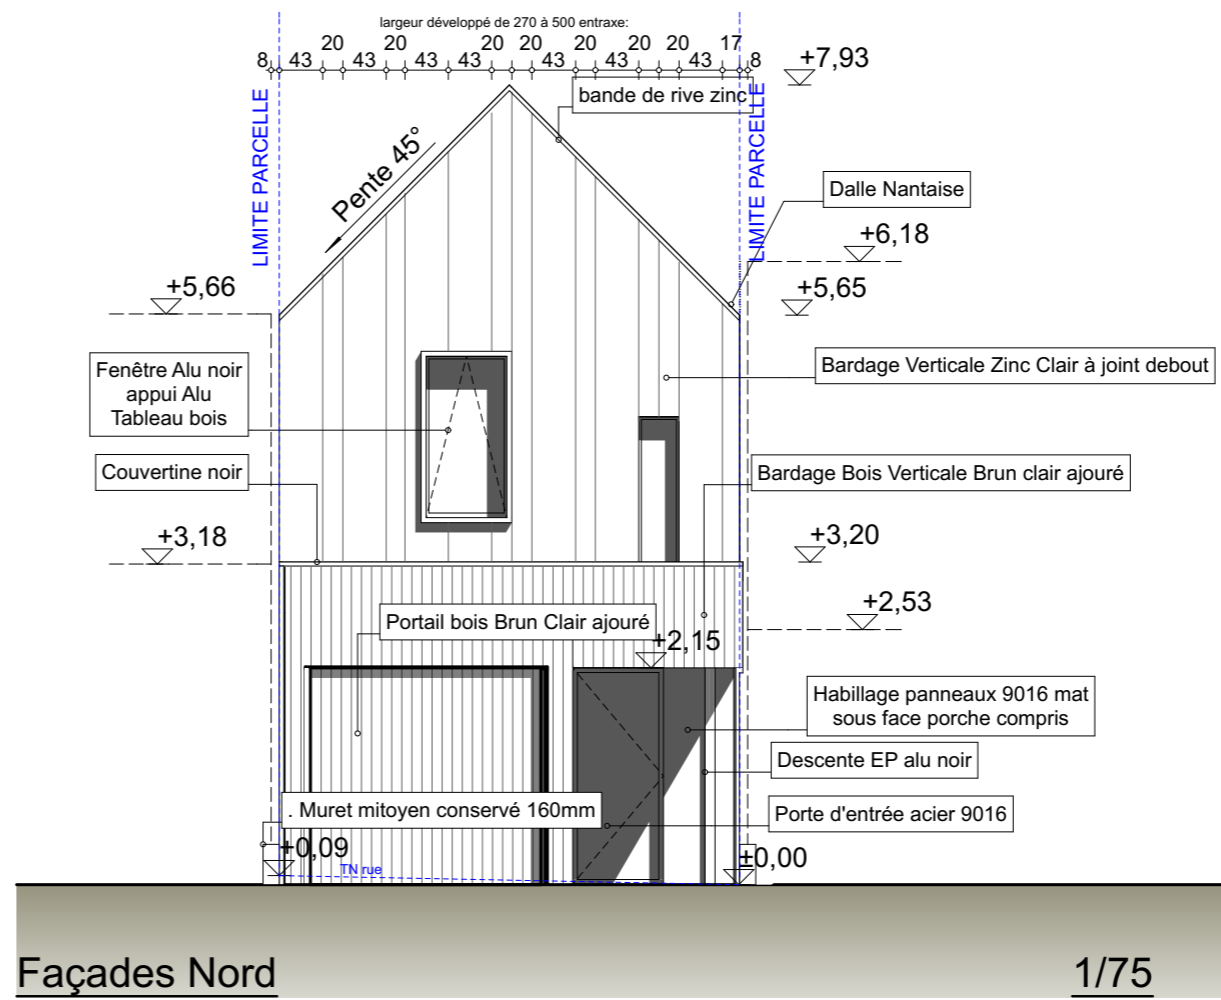 largeur développé de 270 à 500 entraxe:
8 43 20 43 20 43 43 43 20 20 43 20 43 20 20 43 17 8
+7,93
bande de rive zinc
LIMITE PARCELLE
LIMITE PARCELLE
Pente 45°
Dalle Nantaise
+6,18
+5,66
+5,65
Fenêtre Alu noir
appui Alu
Tableau bois
Bardage Verticale Zinc Clair à joint debout
Couvertine noir
Bardage Bois Verticale Brun clair ajouré
+3,18
+3,20
+2,53
Portail bois Brun Clair ajouré
+2,15
Habillage panneaux 9016 mat
sous face porche compris
Descente EP alu noir
. Muret mitoyen conservé 160mm
Porte d'entrée acier 9016
+0,09
TN rue
±0,00
Façades Nord
1/75